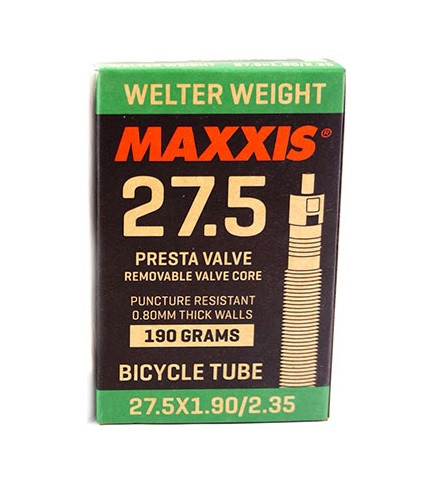 WELTER WEIGHT
MAXXIS®
27.5
PRESTA VALVE
REMOVABLE VALVE CORE
PUNCTURE RESISTANT
0.80MM THICK WALLS
190 GRAMS
BICYCLE TUBE
27.5X1.90/2.35